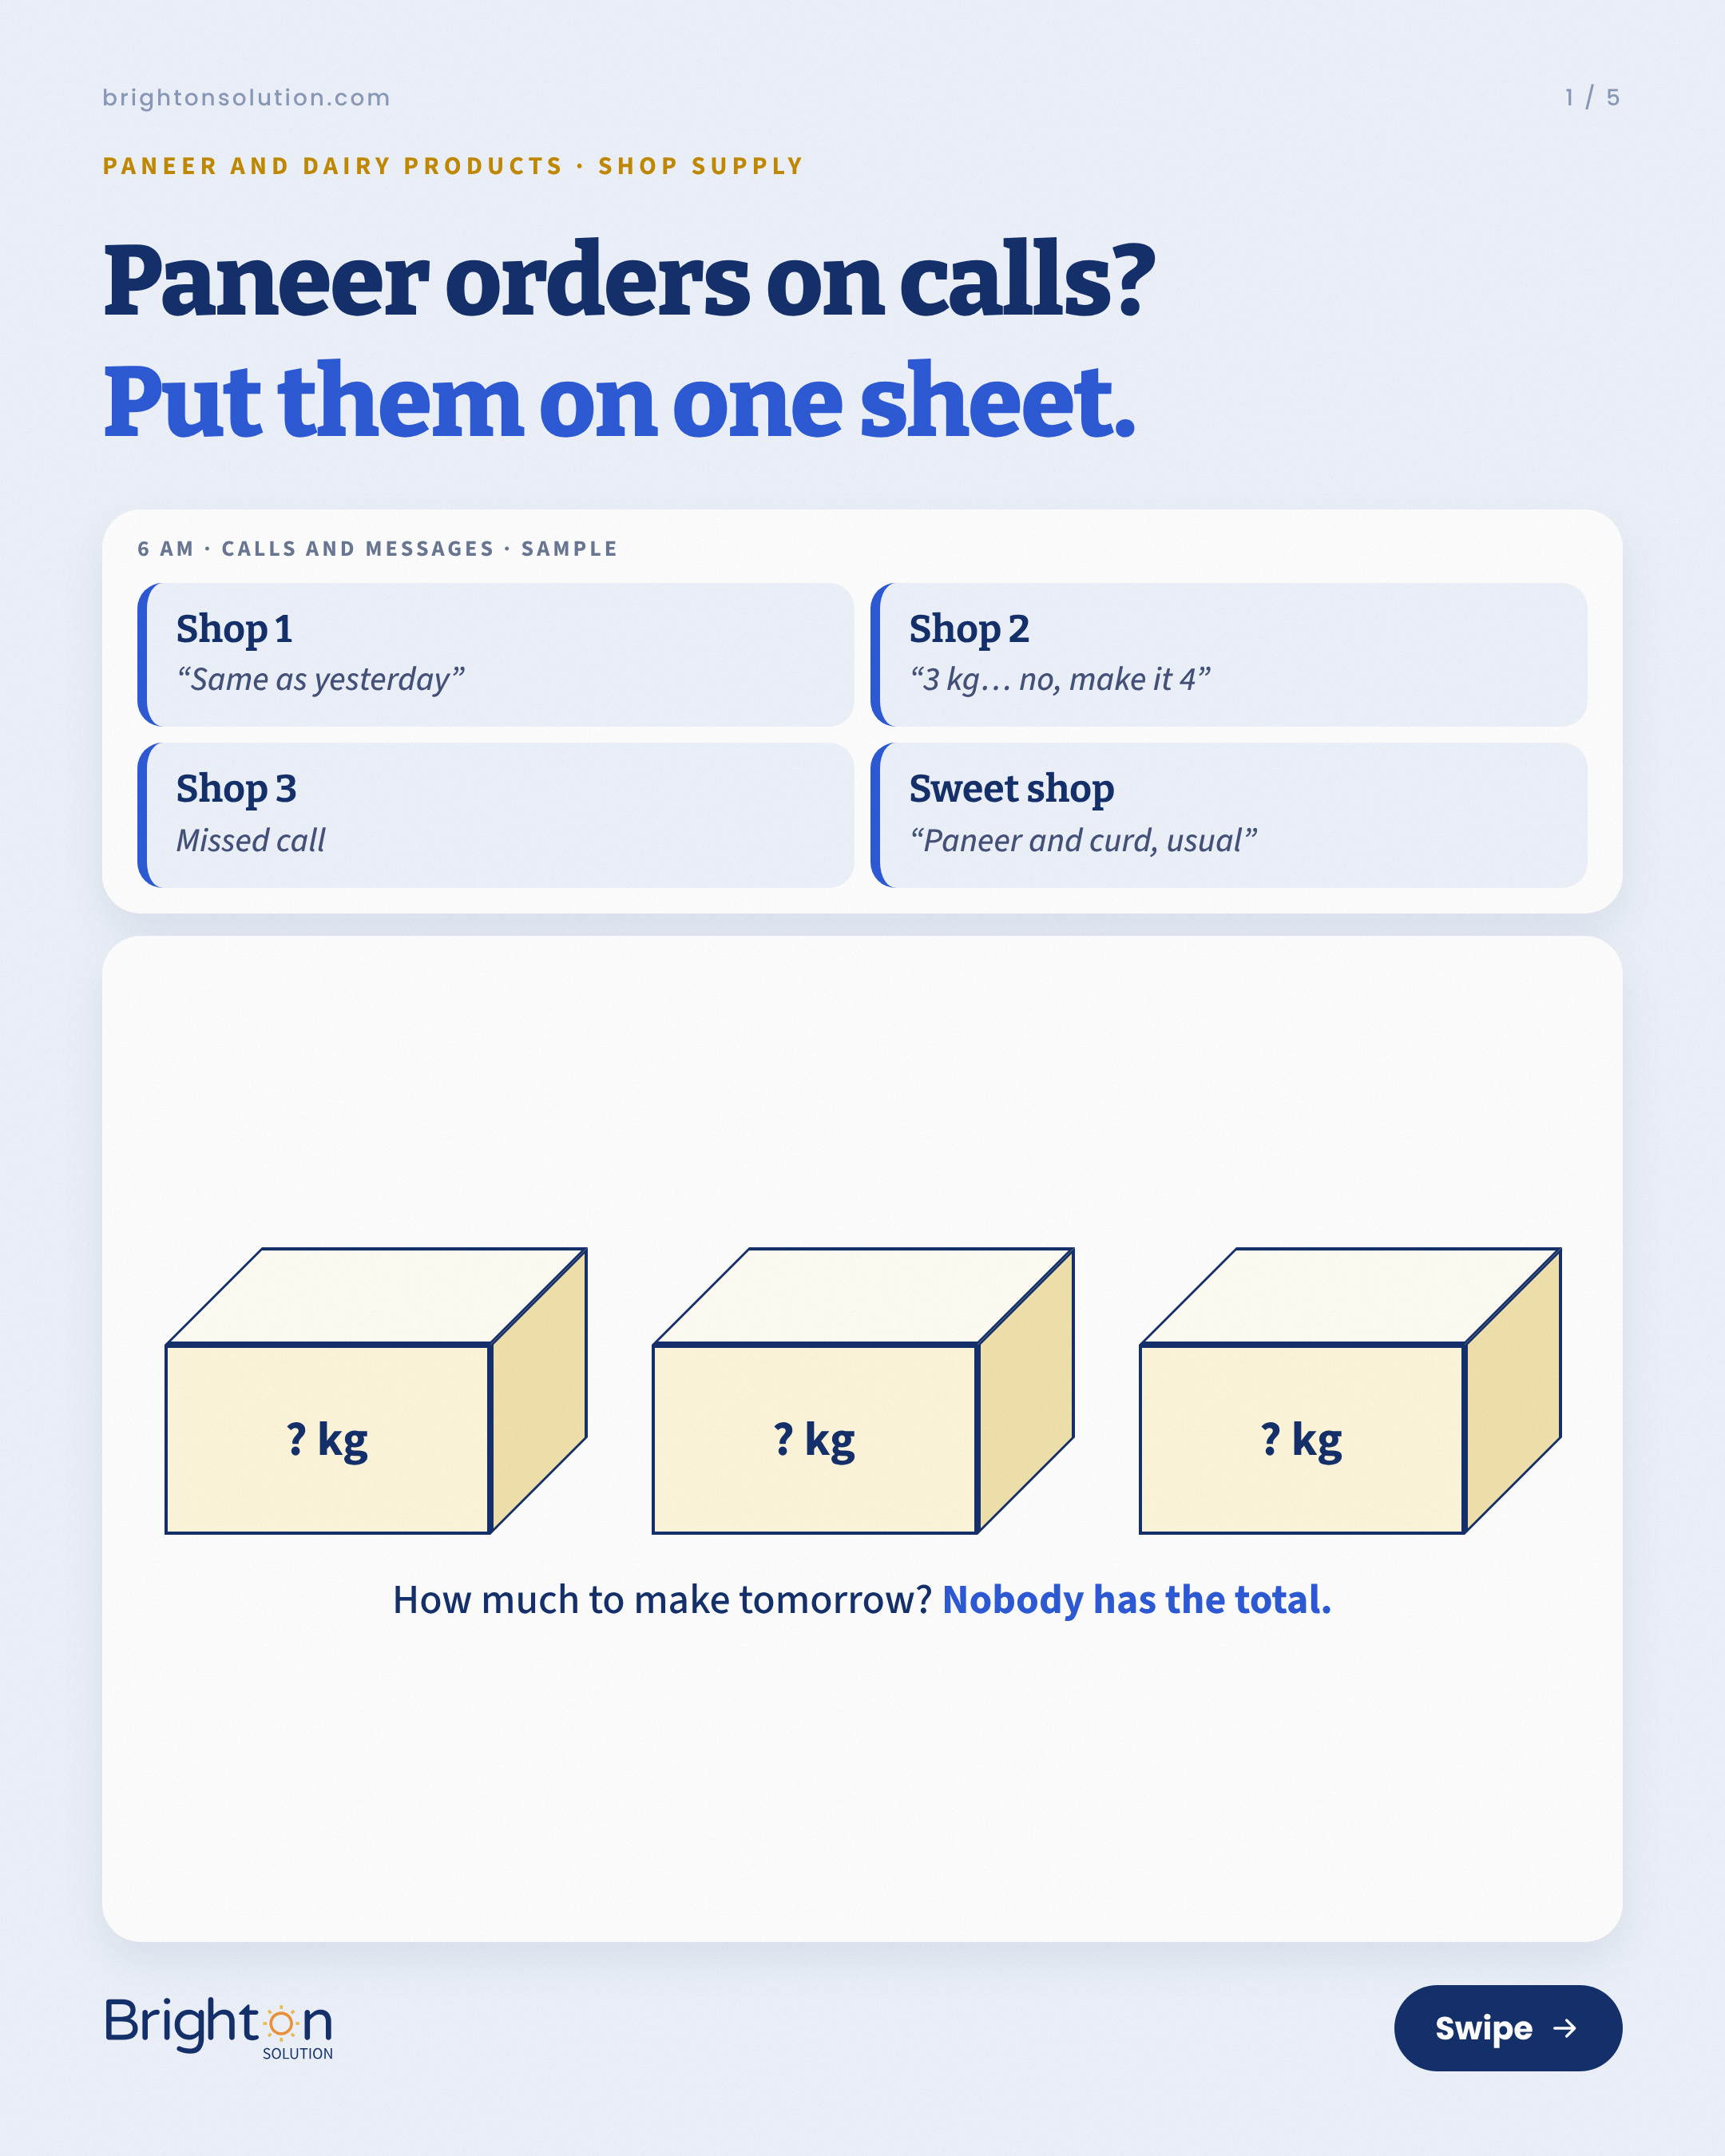 brightonsolution.com
1 / 5
PANEER AND DAIRY PRODUCTS · SHOP SUPPLY
Paneer orders on calls?
Put them on one sheet.
6 AM · CALLS AND MESSAGES · SAMPLE
Shop 1
“Same as yesterday”
Shop 2
“3 kg… no, make it 4”
Shop 3
Missed call
Sweet shop
“Paneer and curd, usual”
? kg
? kg
? kg
How much to make tomorrow? Nobody has the total.
Brighton
SOLUTION
Swipe →